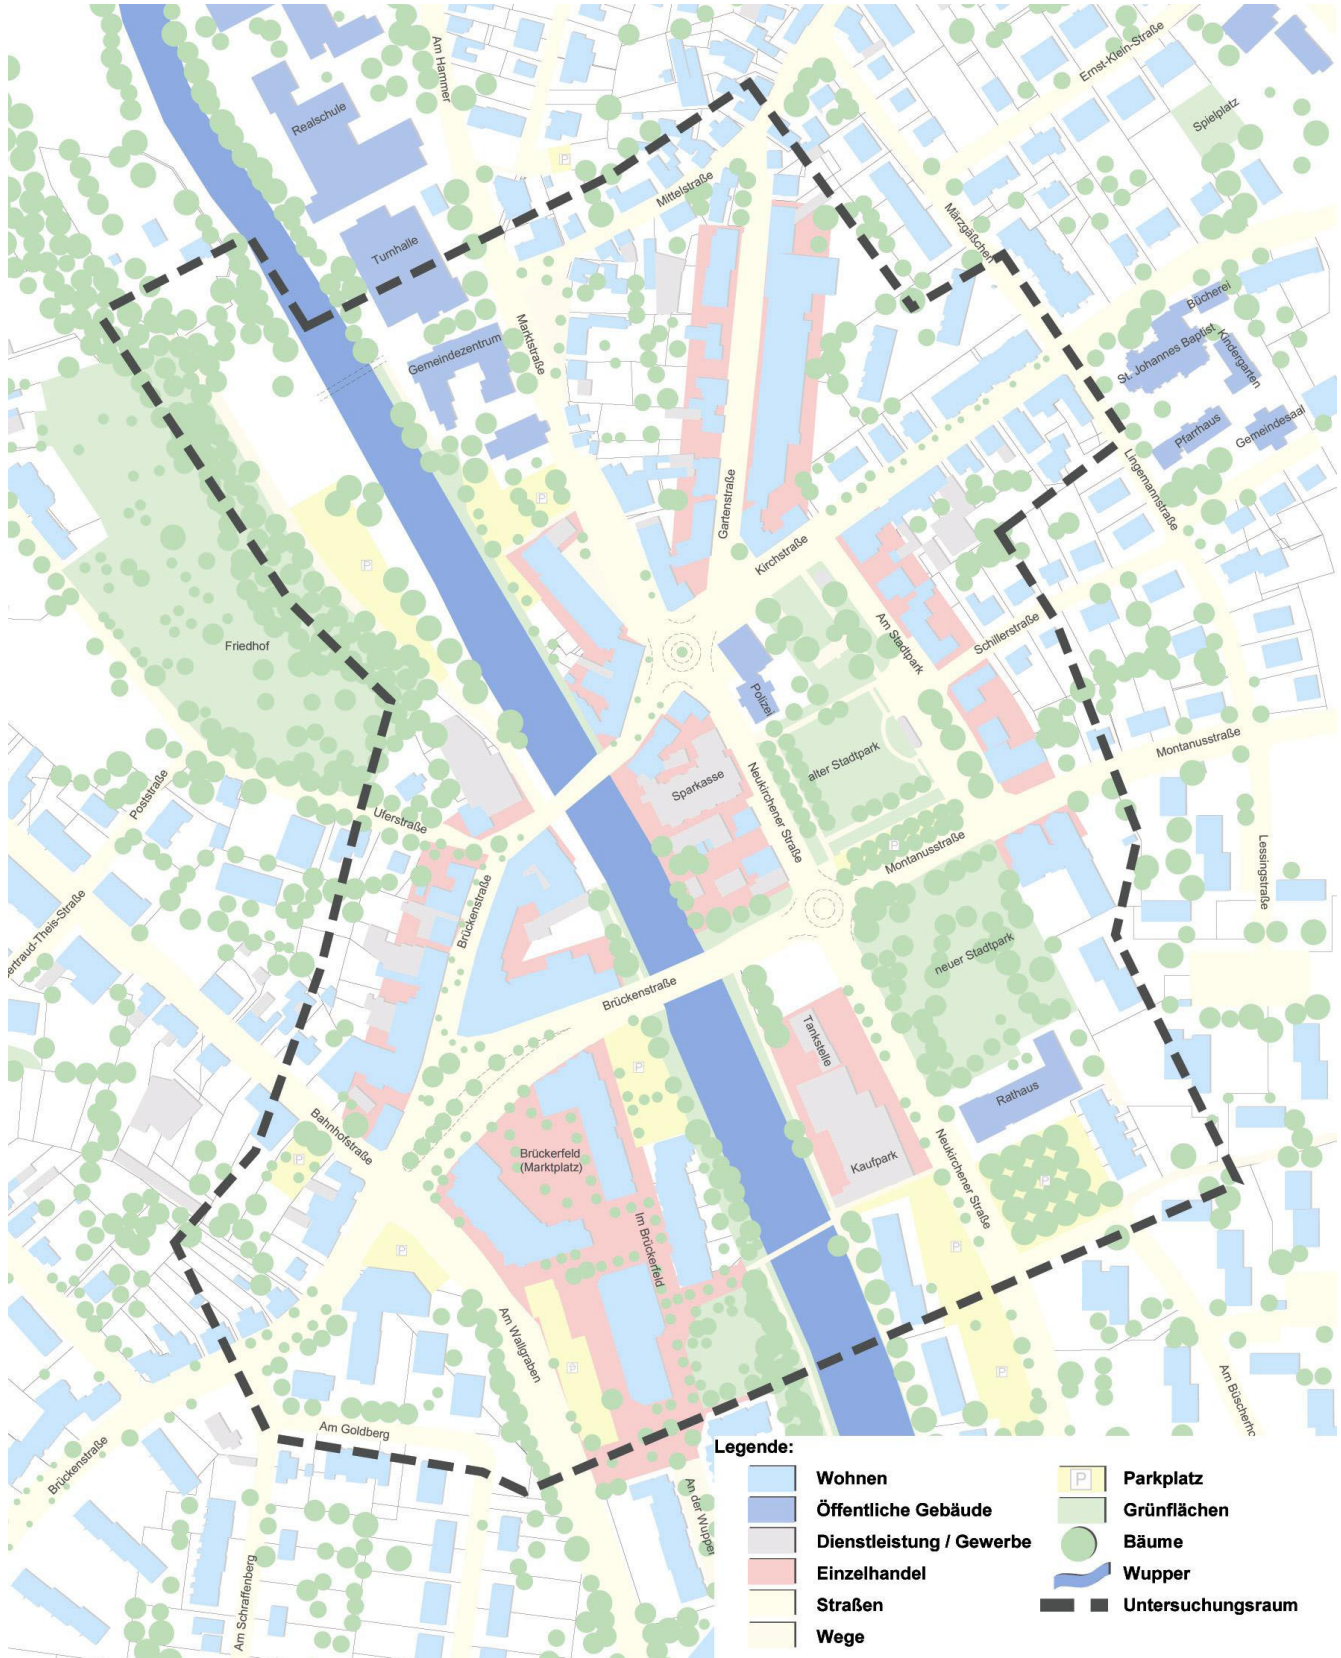 Am Hammer
Ernst-Klein-Straße
Realschule
Spielplatz
P
Mittelstraße
Märzgäßchen
Turnhalle
Bücherei
Marktstraße
Gemeindezentrum
St. Johannes Baptist
Kindergarten
Pfarrhaus
Gemeindesaal
Lingemannstraße
Gartenstraße
P
Kirchstraße
P
Am Stadtpark
Schillerstraße
Friedhof
Polizei
Montanusstraße
alter Stadtpark
Sparkasse
Neukirchener Straße
Poststraße
Uferstraße
P
Montanusstraße
Lessingstraße
Brückenstraße
ertraud-Theis-Straße
neuer Stadtpark
Brückenstraße
Tankstelle
P
Rathaus
Bahnhofstraße
Brückerfeld
(Marktplatz)
Kaufpark
P
Neukirchener Straße
P
Im Brückerfeld
P
P
Am Wallgraben
P
P
Am Büscherho
Am Goldberg
Brückenstraße
An der Wupper
Am Schraffenberg
Legende:
Wohnen
Öffentliche Gebäude
Dienstleistung / Gewerbe
Einzelhandel
Straßen
Wege
P Parkplatz
Grünflächen
Bäume
Wupper
Untersuchungsraum